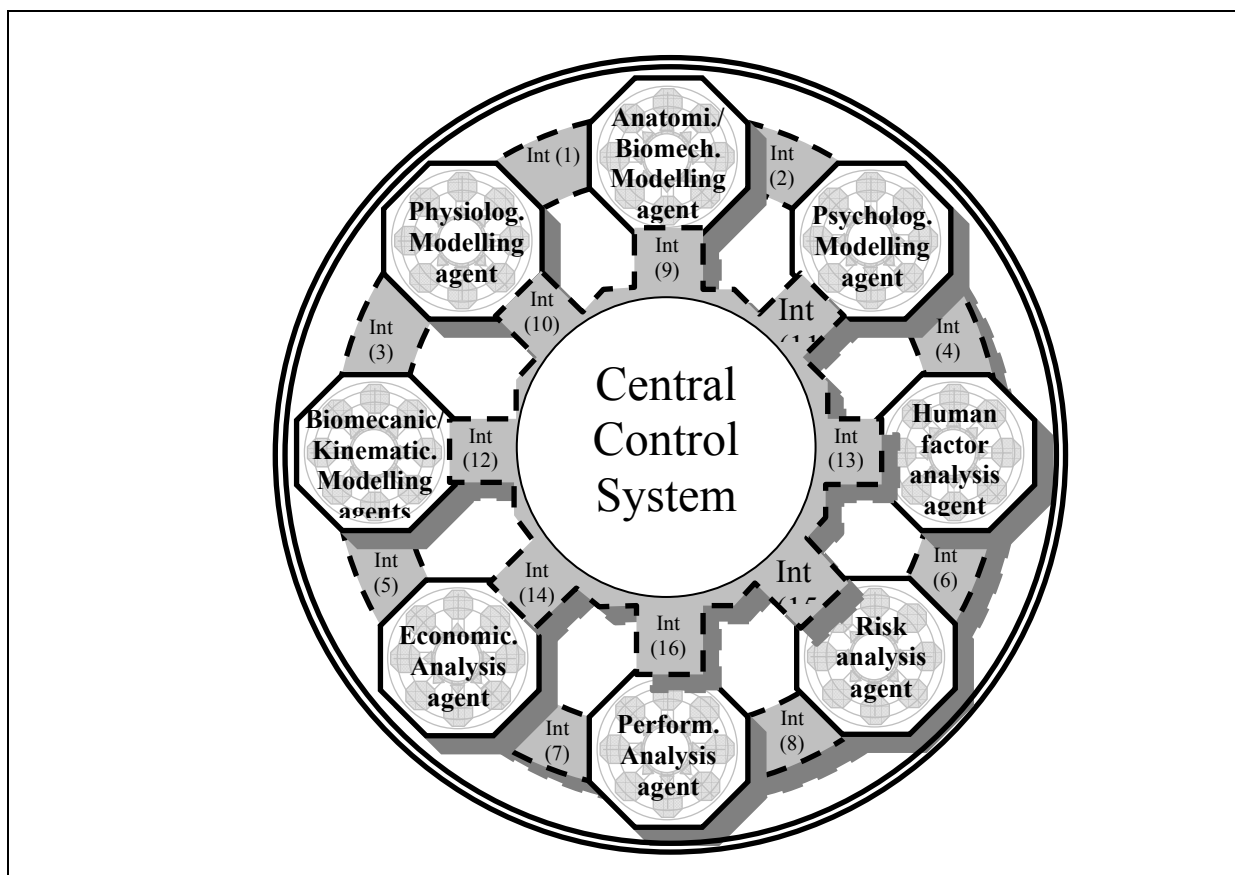 Anatomi./
Biomech.
Modelling
agent
Int (1)
Int
(2)
Physiolog.
Modelling
agent
Psycholog.
Modelling
agent
Int
(9)
Int
(10)
Int
Int
(3)
Int
(4)
Central
Control
System
Biomecanic/
Kinematic.
Modelling
agents
Int
(12)
Int
(13)
Human
factor
analysis
agent
Int
(5)
Int
(14)
Int
Int
(6)
Economic.
Analysis
agent
Int
(16)
Risk
analysis
agent
Int
(7)
Perform.
Analysis
agent
Int
(8)